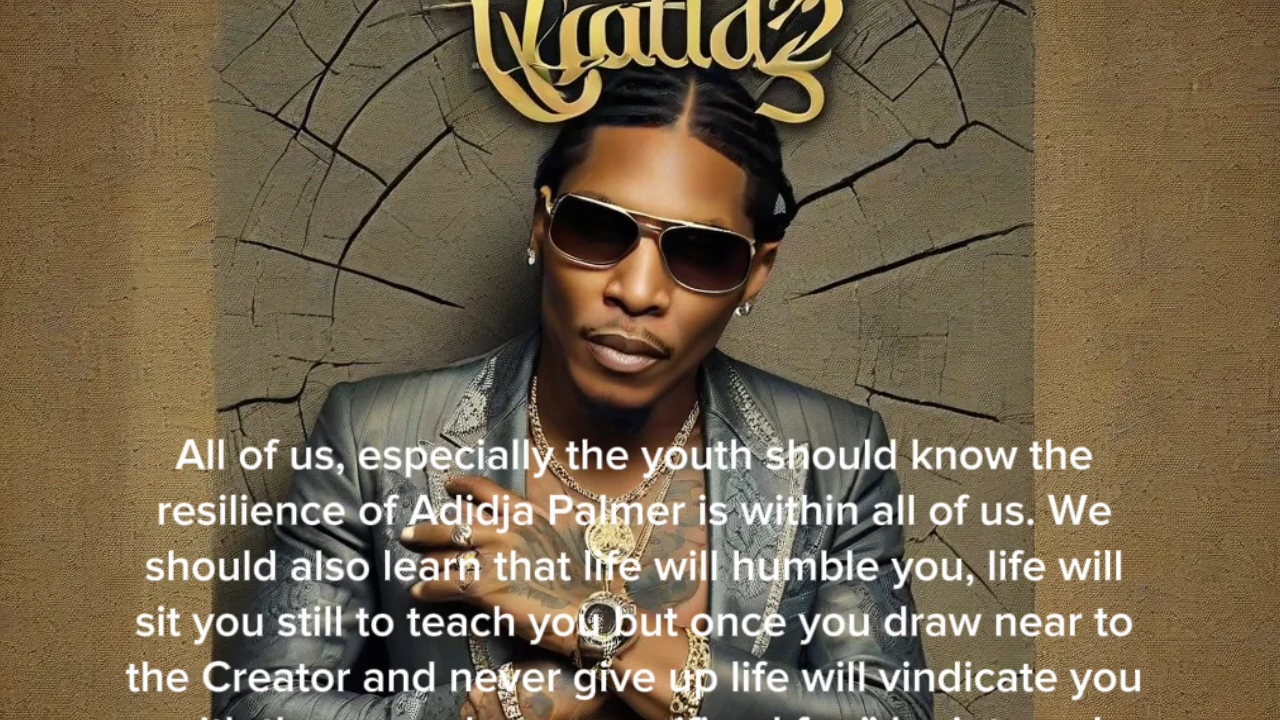 All of us, especially the youth should know the
resilience of Adidja Palmer is within all of us. We
should also learn that life will humble you, life will
sit you still to teach you but once you draw near to
the Creator and never give up life will vindicate you